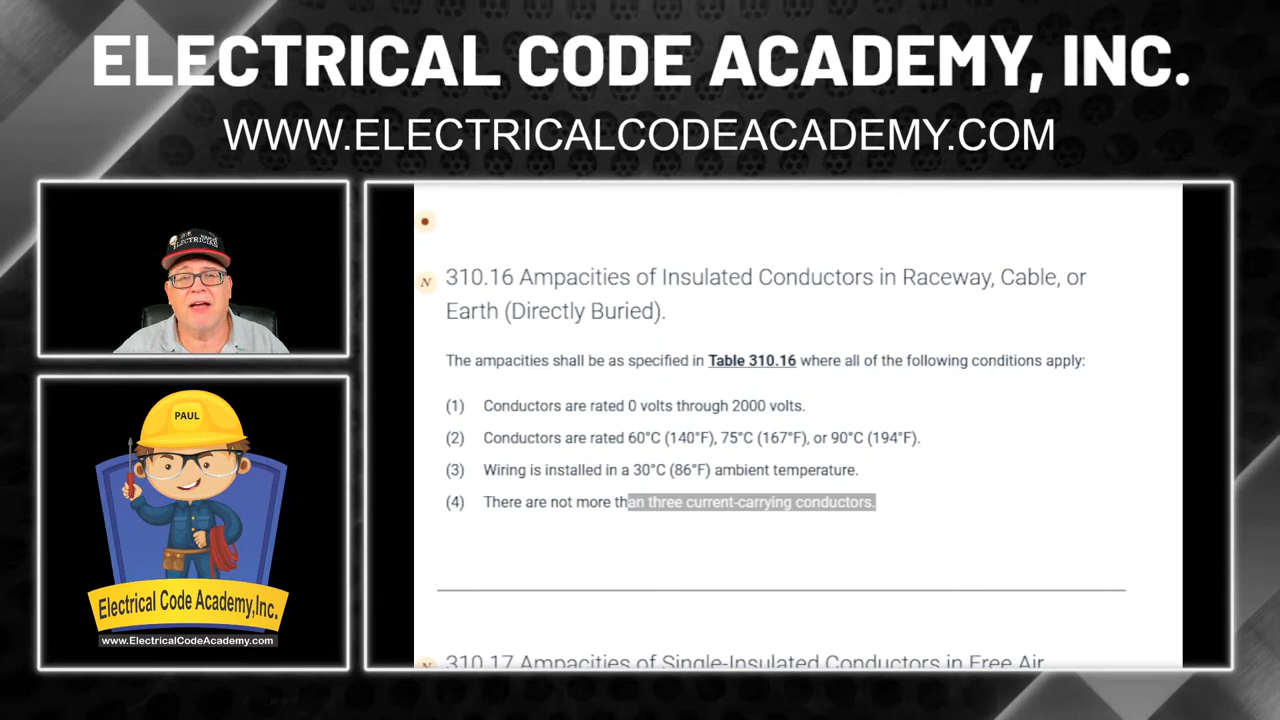 ELECTRICAL CODE ACADEMY, INC.
WWW.ELECTRICALCODEACADEMY.COM
ELECTRICIAN
PAUL
Electrical Code Academy,Inc.
www.ElectricalCodeAcademy.com
N
310.16 Ampacities of Insulated Conductors in Raceway, Cable, or
Earth (Directly Buried).
The ampacities shall be as specified in Table 310.16 where all of the following conditions apply:
(1) Conductors are rated 0 volts through 2000 volts.
(2) Conductors are rated 60°C (140°F), 75°C (167°F), or 90°C (194°F).
(3) Wiring is installed in a 30°C (86°F) ambient temperature.
(4) There are not more than three current-carrying conductors.
N
310.17 Ampacities of Single-Insulated Conductors in Free Air